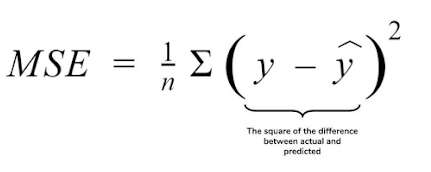 MSE = 1/n Σ(y − ŷ)²
The square of the difference
between actual and
predicted